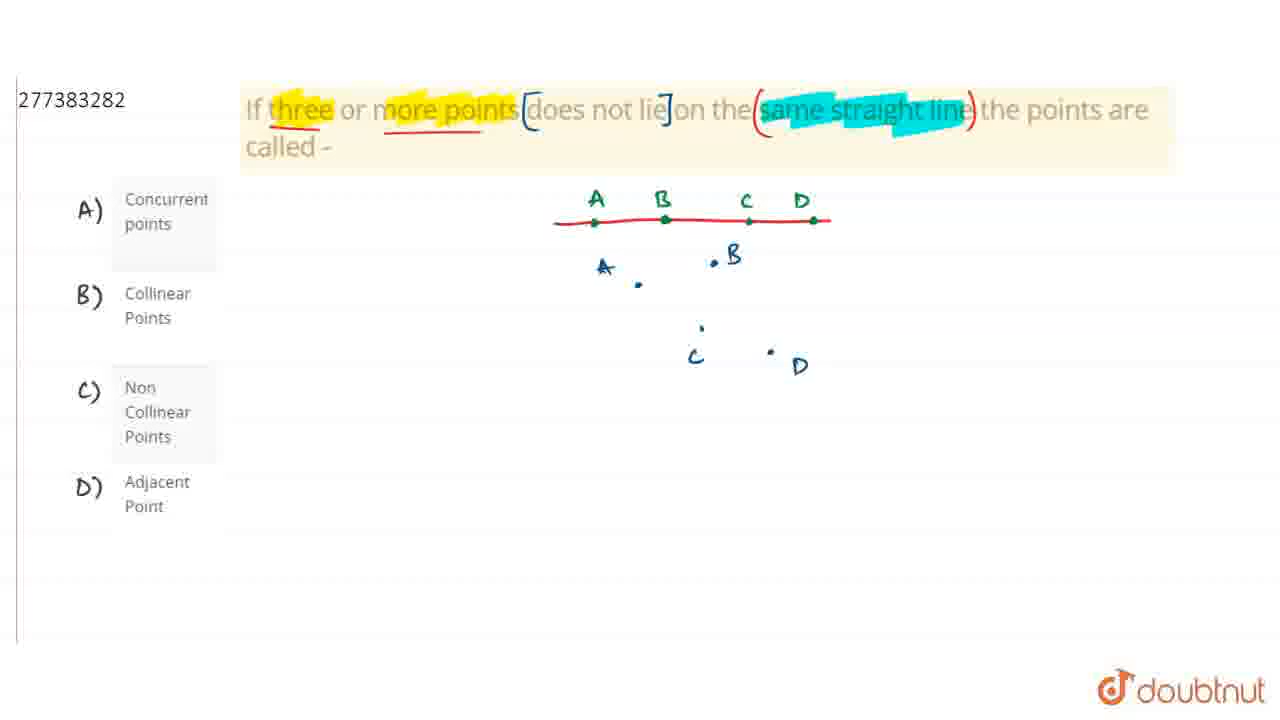 277383282
If three or more points [does not lie] on the (same straight line) the points are
called -
A) Concurrent
points
B) Collinear
Points
C) Non
Collinear
Points
D) Adjacent
Point
A B C D
A B
C D
doubtnut